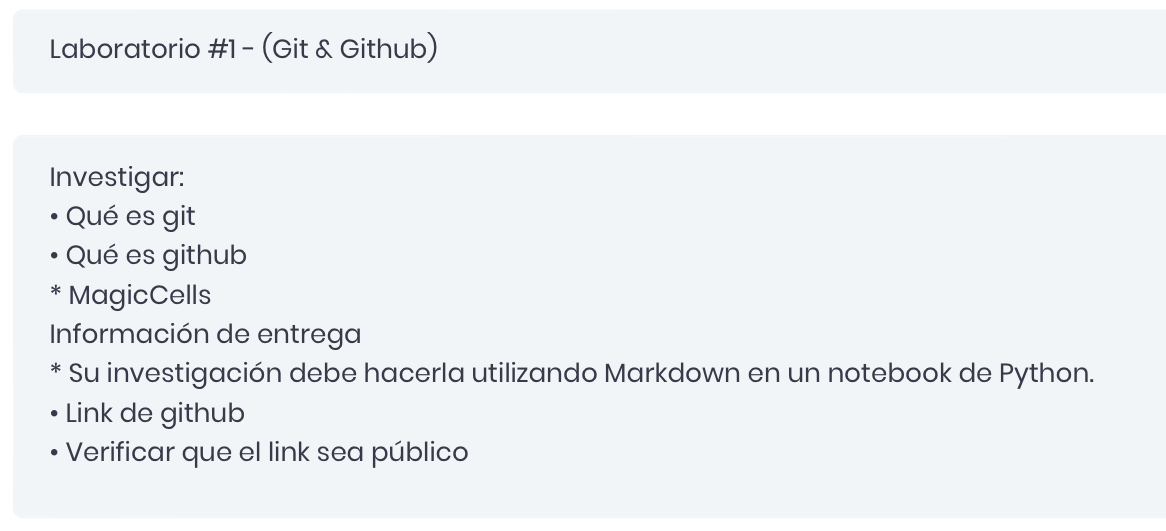 Laboratorio #1 - (Git & Github)
Investigar:
• Qué es git
• Qué es github
* MagicCells
Información de entrega
* Su investigación debe hacerla utilizando Markdown en un notebook de Python.
• Link de github
• Verificar que el link sea público